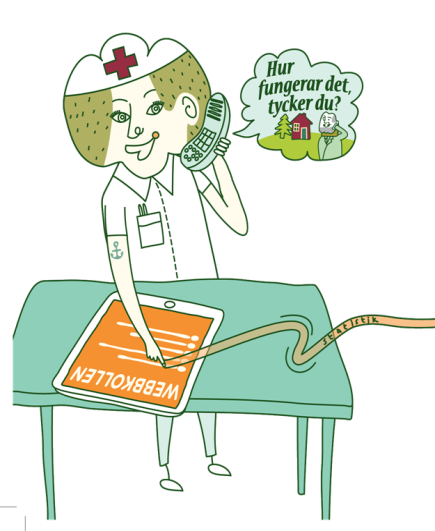 Hur
fungerar det,
tycker du?
statistik
WEBBKOLLEN